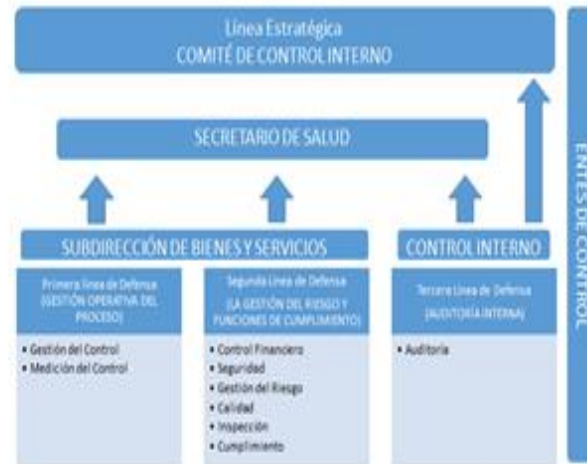 Línea Estratégica
COMITÉ DE CONTROL INTERNO
SECRETARIO DE SALUD
SUBDIRECCIÓN DE BIENES Y SERVICIOS
CONTROL INTERNO
Primera línea de Defensa
(GESTIÓN OPERATIVA DEL
PROCESO)
• Gestión del Control
• Medición del Control
Segunda Línea de Defensa
(LA GESTIÓN DEL RIESGO Y
FUNCIONES DE CUMPLIMIENTO)
• Control Financiero
• Seguridad
• Gestión del Riesgo
• Calidad
• Inspección
• Cumplimiento
Tercera Línea de Defensa
(AUDITORÍA INTERNA)
• Auditoría
ENTES DE CONTROL